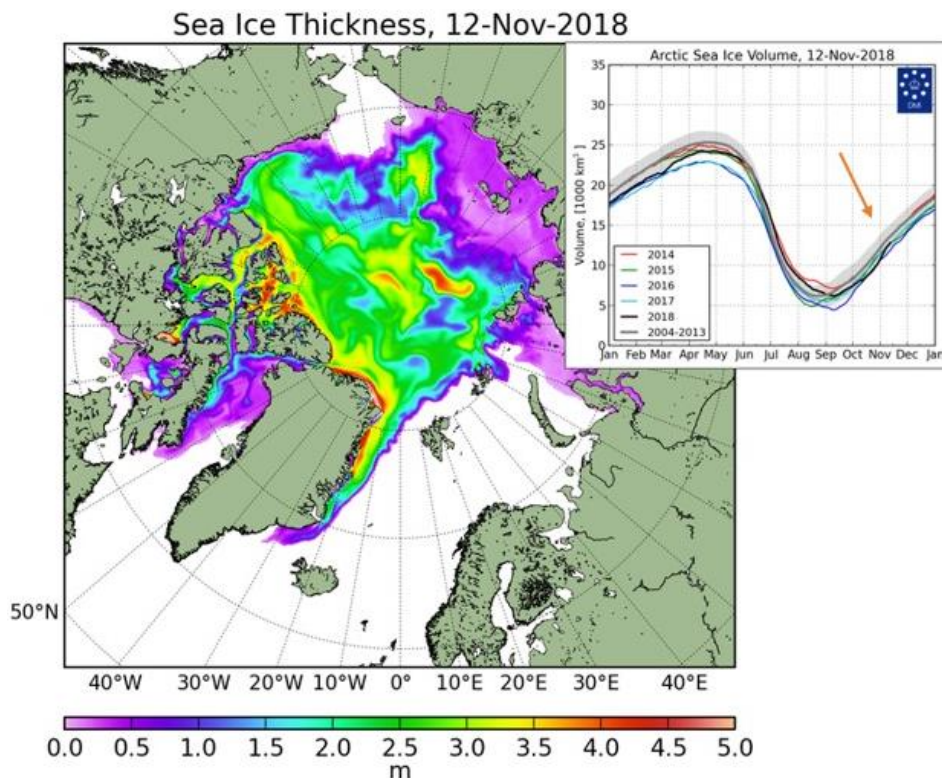 Sea Ice Thickness, 12-Nov-2018
Arctic Sea Ice Volume, 12-Nov-2018
DMI
Volume, [1000 km³ ]
35
30
25
20
15
10
5
0
2014
2015
2016
2017
2018
2004-2013
Jan Feb Mar Apr May Jun Jul Aug Sep Oct Nov Dec Jan
50°N
40°W 30°W 20°W 10°W 0° 10°E 20°E 30°E 40°E
0.0 0.5 1.0 1.5 2.0 2.5 3.0 3.5 4.0 4.5 5.0
m